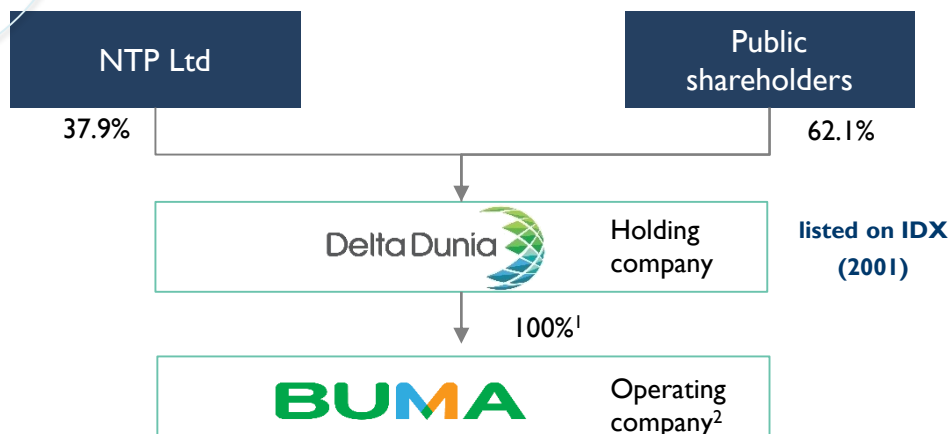 NTP Ltd
Public
shareholders
37.9%
62.1%
Delta Dunia
Holding
company
listed on IDX
(2001)
100%¹
BUMA
Operating
company²